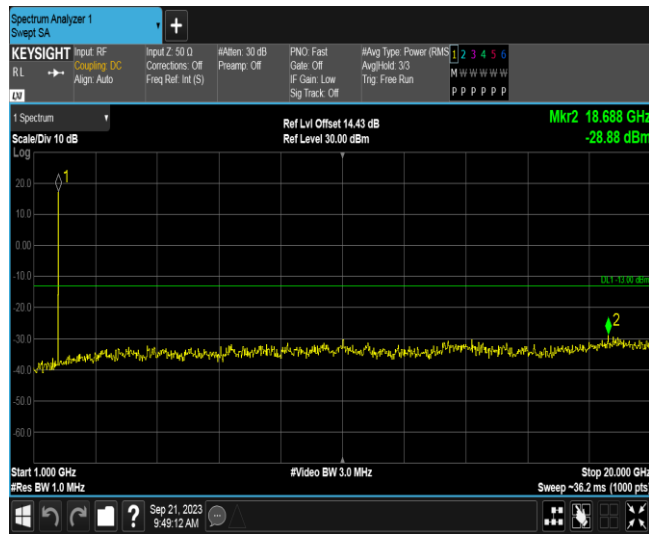 Spectrum Analyzer 1
Swept SA
KEYSIGHT
RL
LXI
Input: RF
Coupling: DC
Align: Auto
Input Z: 50 Ω
Corrections: Off
Freq Ref: Int (S)
#Atten: 30 dB
Preamp: Off
PNO: Fast
Gate: Off
IF Gain: Low
Sig Track: Off
#Avg Type: Power (RMS
Avg|Hold: 3/3
Trig: Free Run
1 2 3 4 5 6
M W W W W W
P P P P P P
1 Spectrum
Scale/Div 10 dB
Log
Ref Lvl Offset 14.43 dB
Ref Level 30.00 dBm
Mkr2 18.688 GHz
-28.88 dBm
1
20.0
10.0
0.00
-10.0
DL1 -13.00 dBm
-20.0
2
-30.0
-40.0
-50.0
-60.0
Start 1.000 GHz
#Res BW 1.0 MHz
#Video BW 3.0 MHz
Stop 20.000 GHz
Sweep ~36.2 ms (1000 pts)
?
Sep 21, 2023
9:49:12 AM